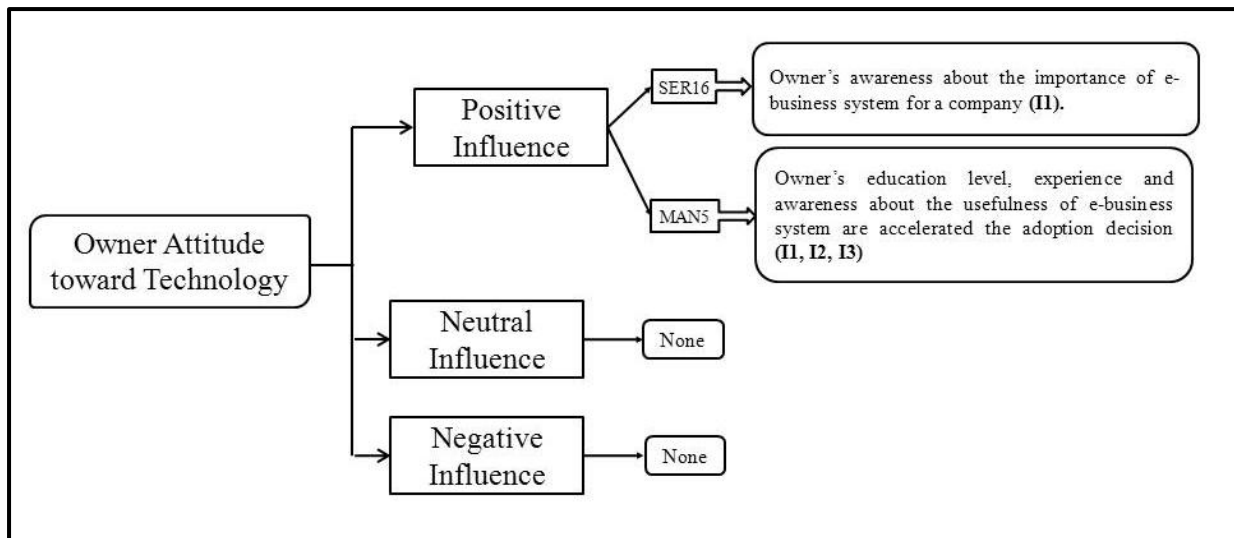 Owner Attitude
toward Technology
Positive
Influence
SER16
Owner’s awareness about the importance of e-
business system for a company (I1).
MAN5
Owner’s education level, experience and
awareness about the usefulness of e-business
system are accelerated the adoption decision
(I1, I2, I3)
Neutral
Influence
None
Negative
Influence
None